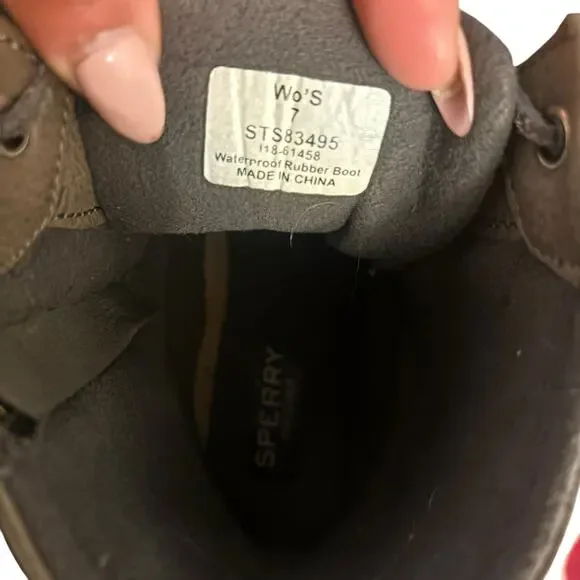 Wo'S
7
STS83495
I18-61458
Waterproof Rubber Boot
MADE IN CHINA
SPERRY